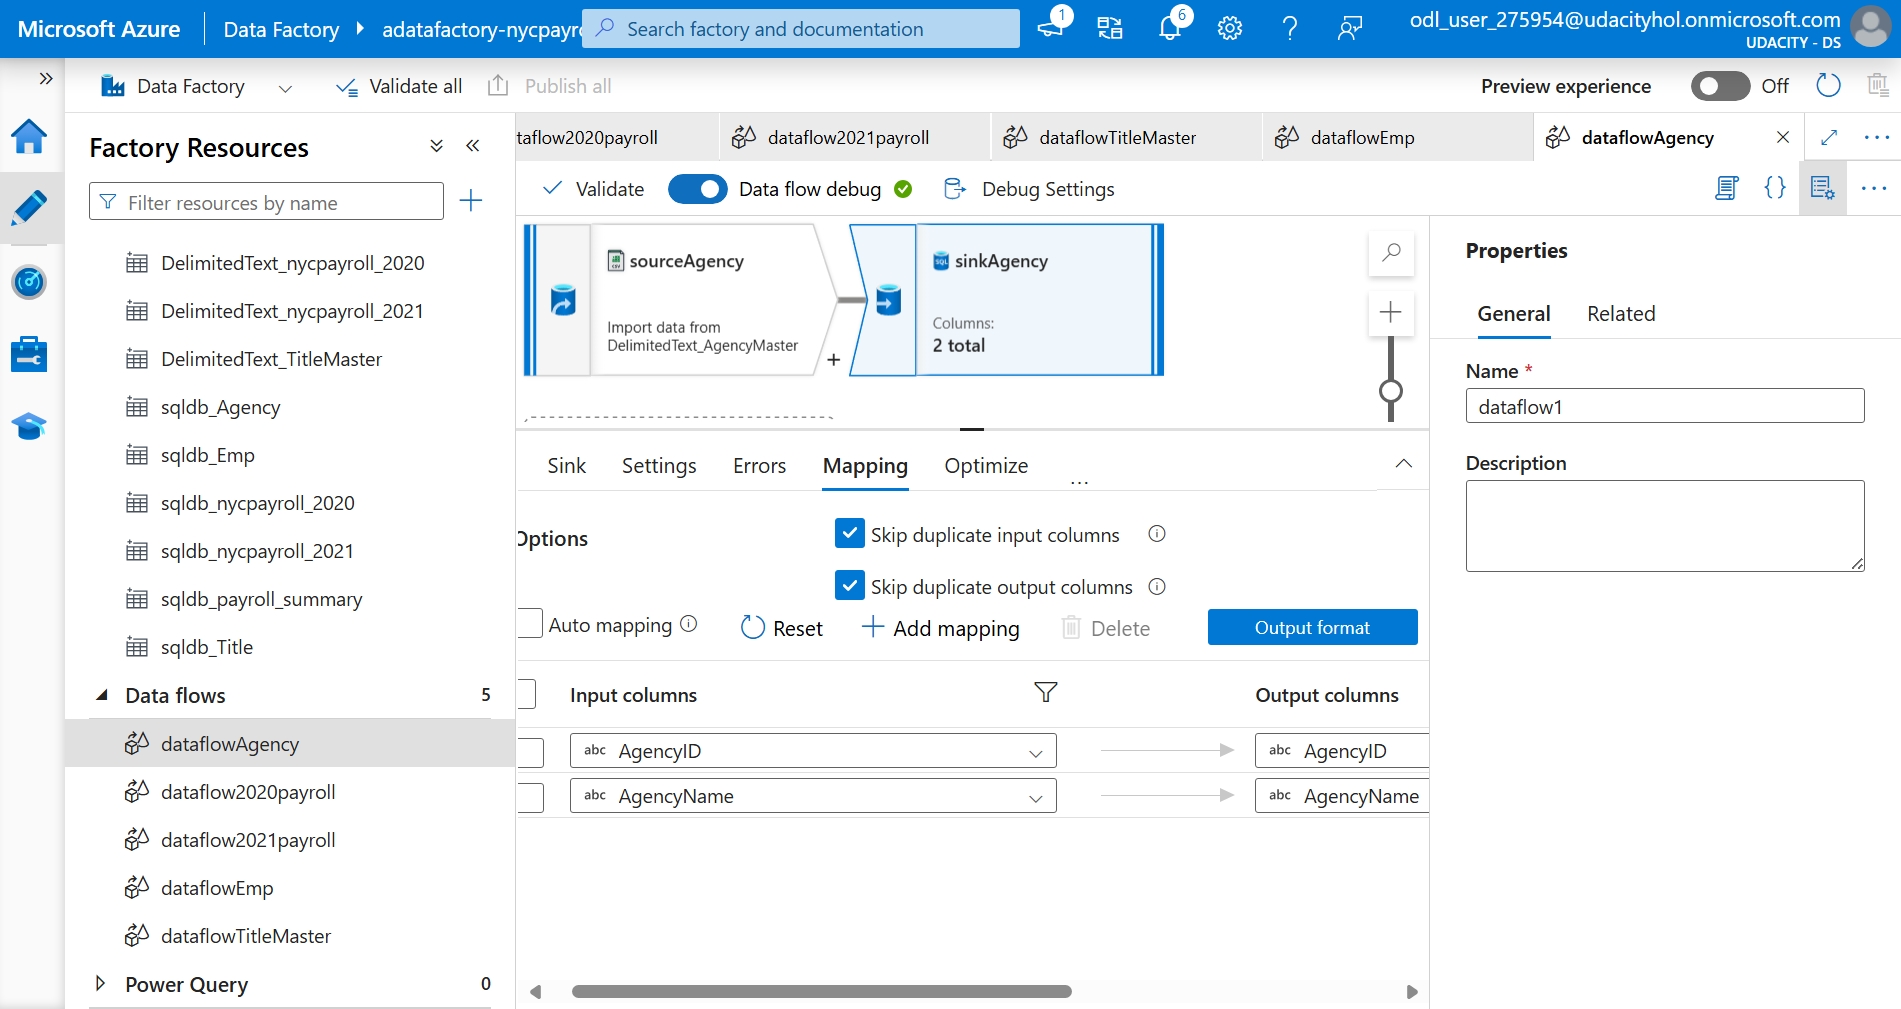 Microsoft Azure
Data Factory
adatafactory-nycpayro
Search factory and documentation
1
6
odl_user_275954@udacityhol.onmicrosoft.com
UDACITY - DS
Data Factory
Validate all
Publish all
Preview experience
Off
Factory Resources
Filter resources by name
DelimitedText_nycpayroll_2020
DelimitedText_nycpayroll_2021
DelimitedText_TitleMaster
sqldb_Agency
sqldb_Emp
sqldb_nycpayroll_2020
sqldb_nycpayroll_2021
sqldb_payroll_summary
sqldb_Title
Data flows 5
dataflowAgency
dataflow2020payroll
dataflow2021payroll
dataflowEmp
dataflowTitleMaster
Power Query 0
taflow2020payroll
dataflow2021payroll
dataflowTitleMaster
dataflowEmp
dataflowAgency
Validate
Data flow debug
Debug Settings
sourceAgency
Import data from
DelimitedText_AgencyMaster
+
sinkAgency
Columns:
2 total
Sink
Settings
Errors
Mapping
Optimize
...
Options
Skip duplicate input columns
Skip duplicate output columns
Auto mapping
Reset
Add mapping
Delete
Output format
Input columns
Output columns
abc AgencyID
abc AgencyID
abc AgencyName
abc AgencyName
Properties
General
Related
Name *
dataflow1
Description